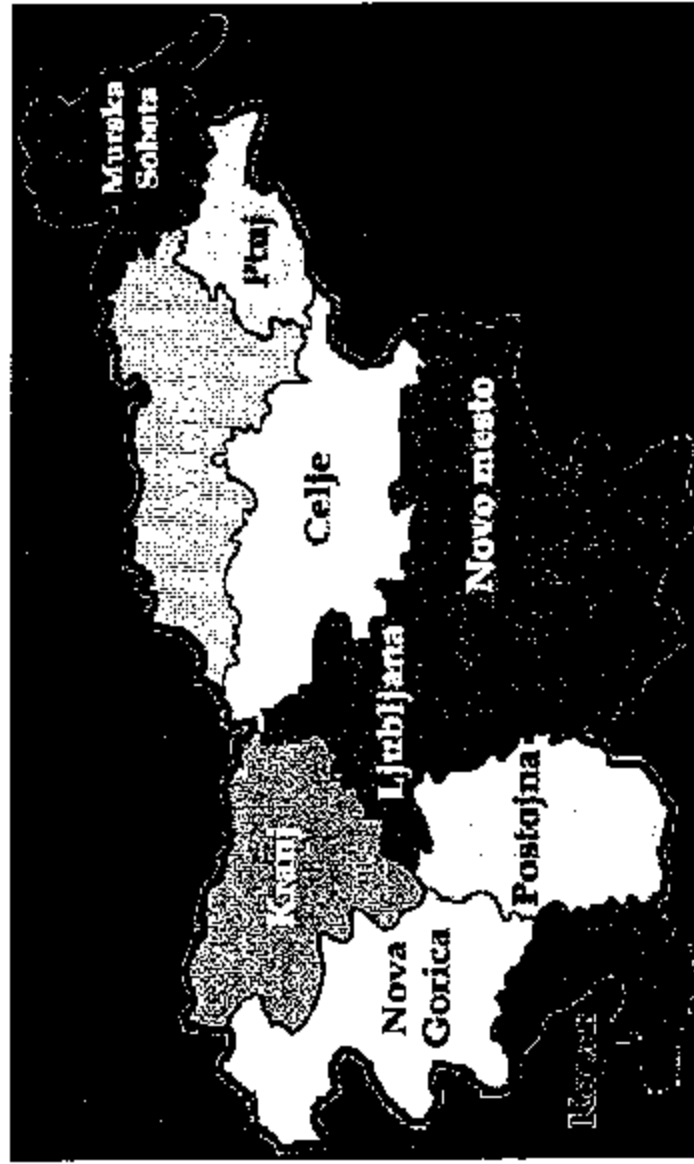 Murska
Sobota
Ptuj
Celje
Novo mesto
Ljubljana
Kranj
Postojna
Nova
Gorica